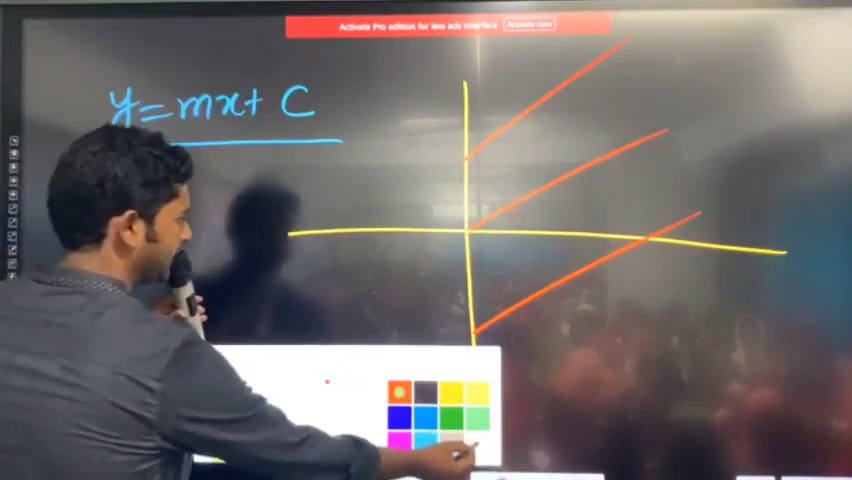 Activate Pro edition for less ads interface Activate now
y = mx + C